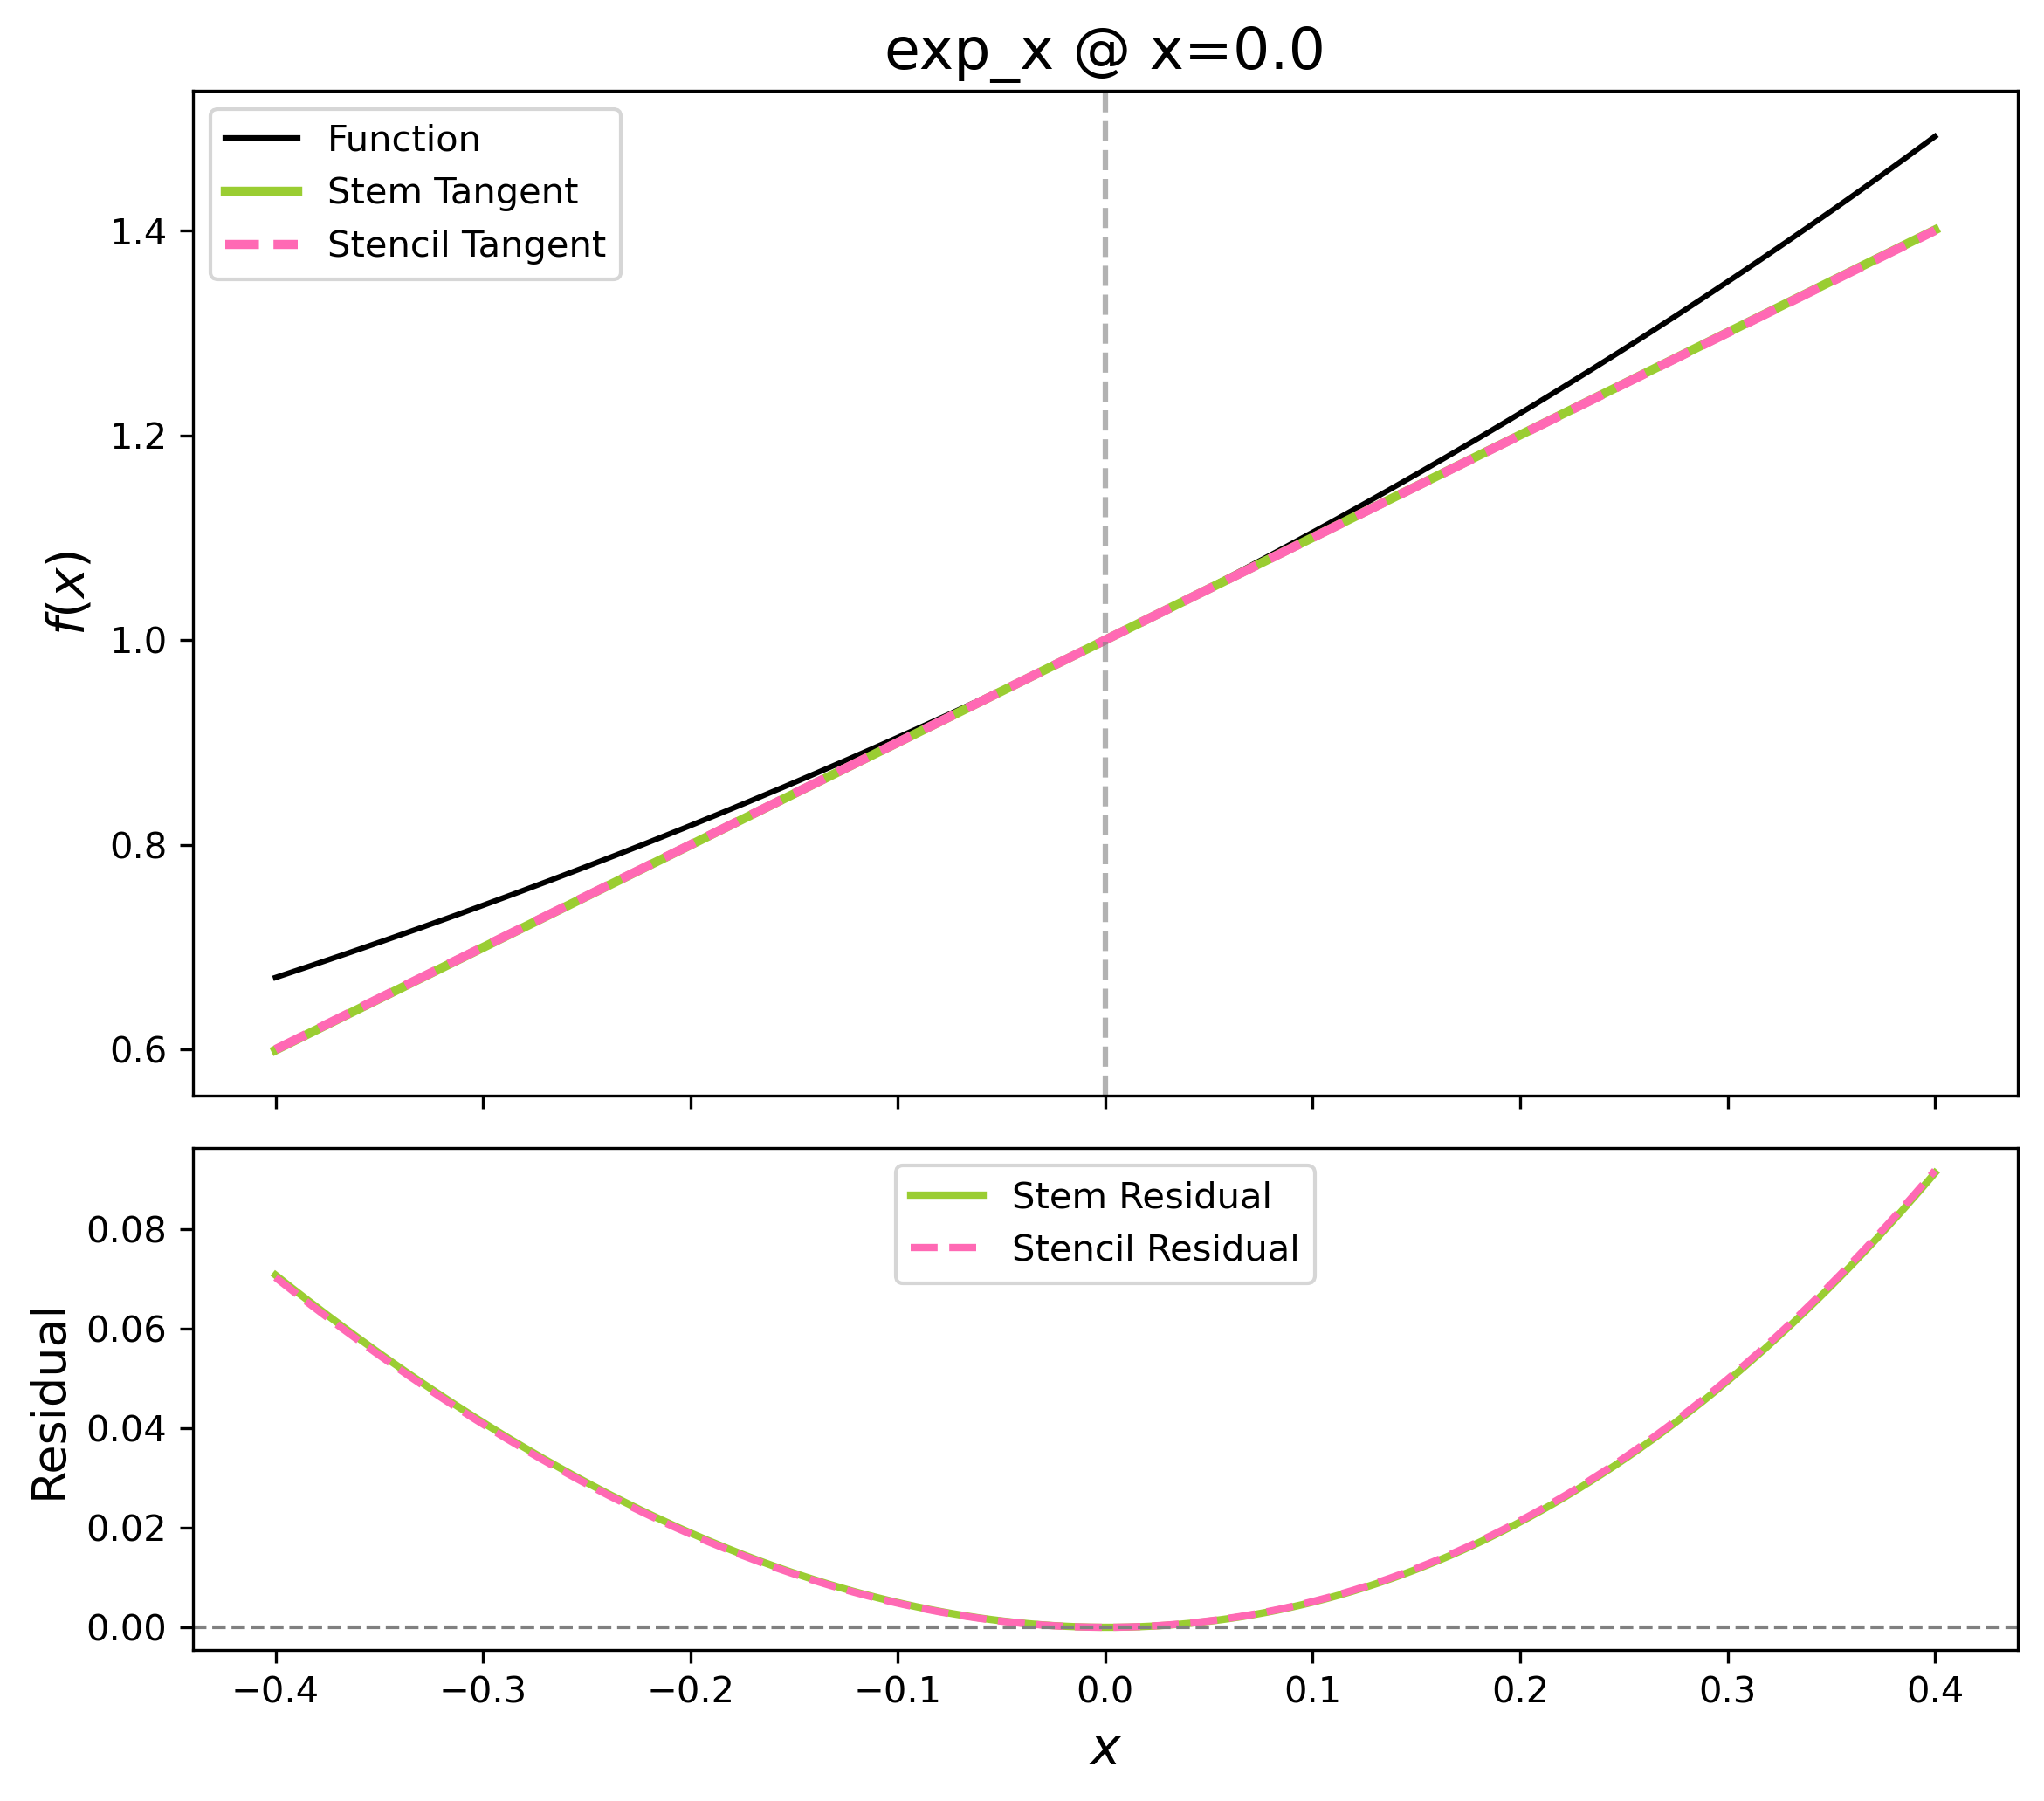 exp_x @ x=0.0
Function
Stem Tangent
Stencil Tangent
1.4
1.2
1.0
0.8
0.6
f(x)
Stem Residual
Stencil Residual
0.08
0.06
0.04
0.02
0.00
Residual
−0.4 −0.3 −0.2 −0.1 0.0 0.1 0.2 0.3 0.4
x